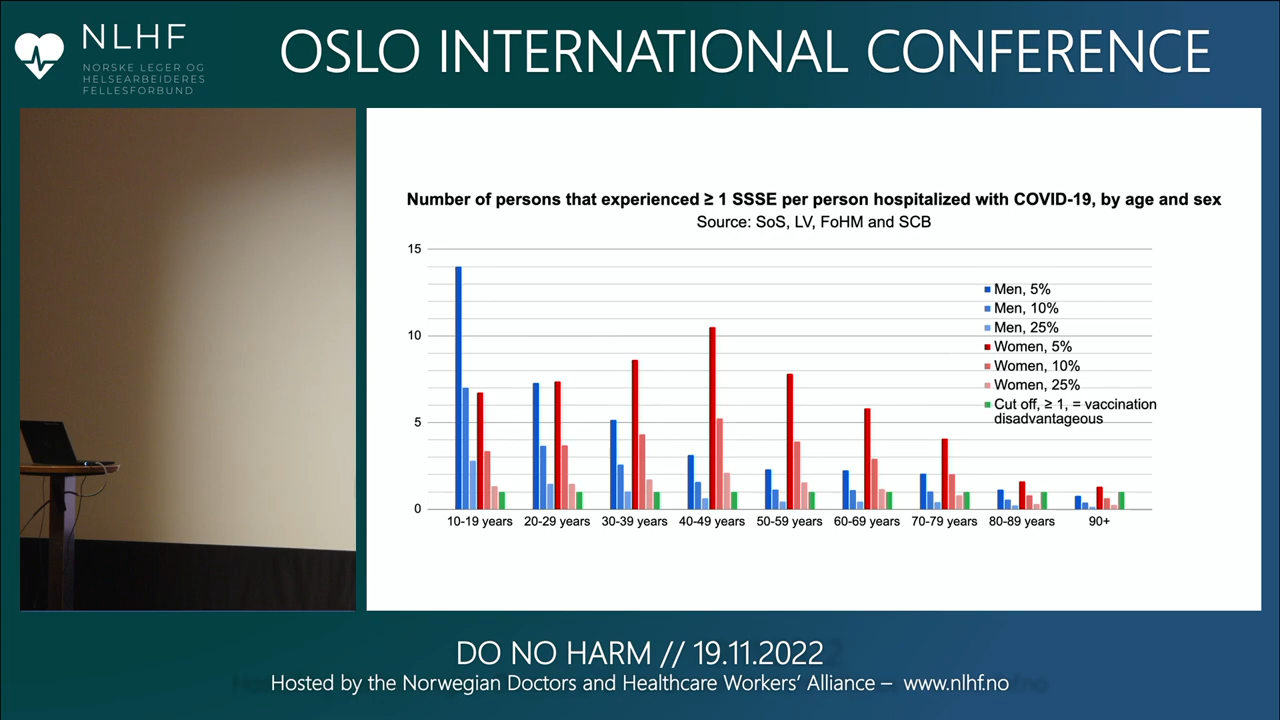 NLHF
NORSKE LEGER OG
HELSEARBEIDERES
FELLESFORBUND
OSLO INTERNATIONAL CONFERENCE
Number of persons that experienced ≥ 1 SSSE per person hospitalized with COVID-19, by age and sex
Source: SoS, LV, FoHM and SCB
15
10
5
0
Men, 5%
Men, 10%
Men, 25%
Women, 5%
Women, 10%
Women, 25%
Cut off, ≥ 1, = vaccination
disadvantageous
10-19 years 20-29 years 30-39 years 40-49 years 50-59 years 60-69 years 70-79 years 80-89 years 90+
DO NO HARM // 19.11.2022
Hosted by the Norwegian Doctors and Healthcare Workers' Alliance – www.nlhf.no